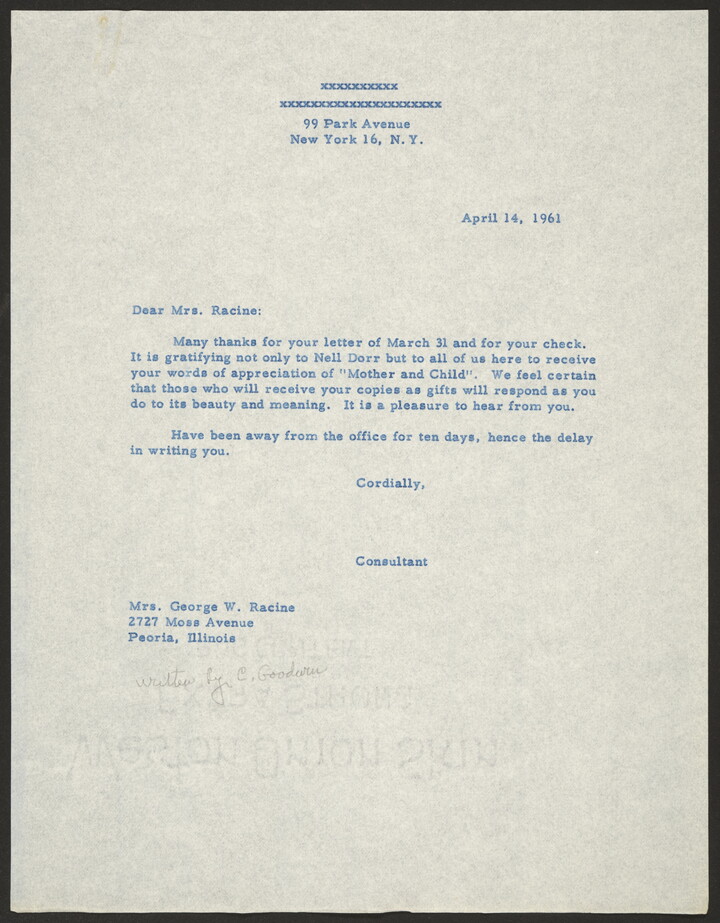 xxxxxxxxxx
xxxxxxxxxxxxxxxxxxxxx
99 Park Avenue
New York 16, N.Y.
April 14, 1961
Dear Mrs. Racine:
Many thanks for your letter of March 31 and for your check.
It is gratifying not only to Nell Dorr but to all of us here to receive
your words of appreciation of "Mother and Child". We feel certain
that those who will receive your copies as gifts will respond as you
do to its beauty and meaning. It is a pleasure to hear from you.
Have been away from the office for ten days, hence the delay
in writing you.
Cordially,
Consultant
Mrs. George W. Racine
2727 Moss Avenue
Peoria, Illinois
written by C. Goodwin